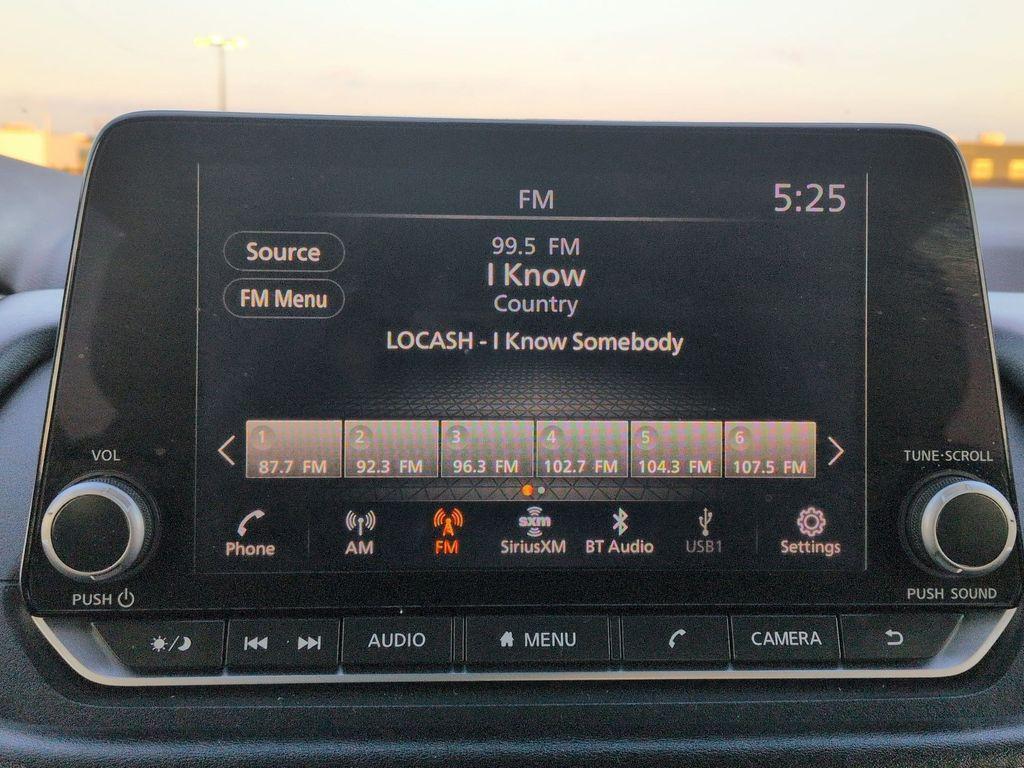 FM
5:25
Source
99.5 FM
I Know
FM Menu
Country
LOCASH - I Know Somebody
1 2 3 4 5 6
87.7 FM 92.3 FM 96.3 FM 102.7 FM 104.3 FM 107.5 FM
VOL
TUNE·SCROLL
sxm
Phone AM FM SiriusXM BT Audio USB1 Settings
PUSH
PUSH SOUND
AUDIO MENU CAMERA